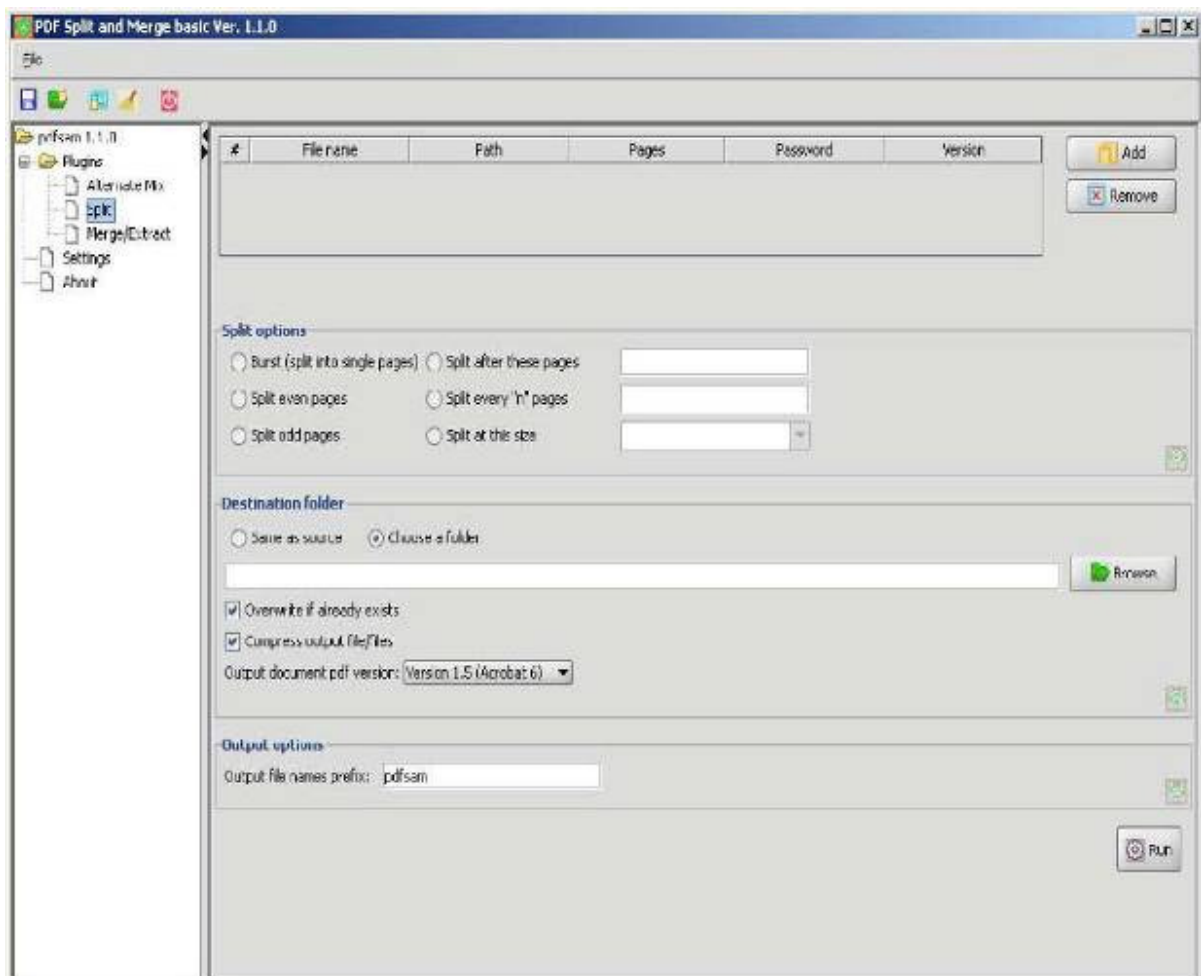 PDF Split and Merge basic Ver. 1.1.0
File
pdfsam 1.1.0
Plugins
Alternate Mix
Split
Merge/Extract
Settings
About
# File name Path Pages Password Version
Add
Remove
Split options
Burst (split into single pages) Split after these pages
Split even pages Split every "n" pages
Split odd pages Split at this size
Destination folder
Same as source Choose a folder
Browse
Overwrite if already exists
Compress output file/files
Output document pdf version: Version 1.5 (Acrobat 6)
Output options
Output file names prefix: pdfsam
Run